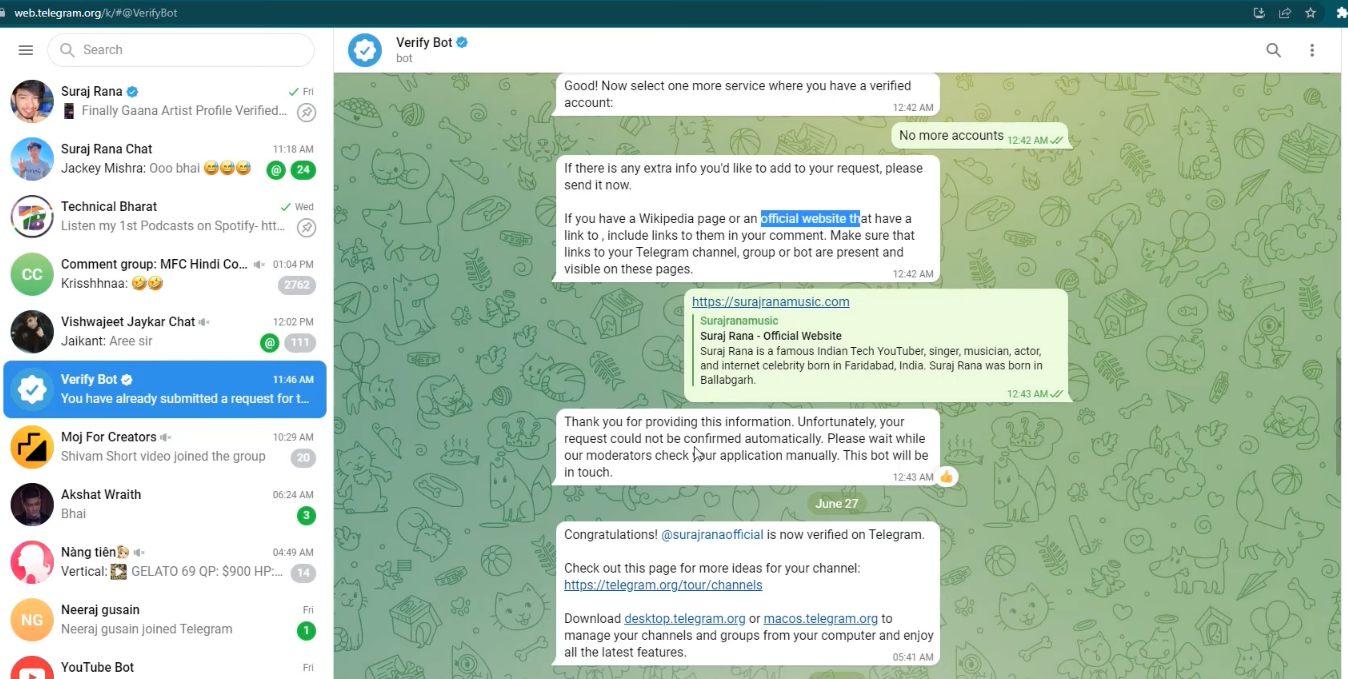 web.telegram.org/k/#@VerifyBot
Search
Suraj Rana
Fri
Finally Gaana Artist Profile Verified...
Suraj Rana Chat
11:18 AM
Jackey Mishra: Ooo bhai 😅😅😅
@ 24
Technical Bharat
Wed
Listen my 1st Podcasts on Spotify- htt...
CC
Comment group: MFC Hindi Co...
01:04 PM
Krisshhnaa: 🤣🤣
2762
Vishwajeet Jaykar Chat
12:02 PM
Jaikant: Aree sir
@ 111
Verify Bot
11:46 AM
You have already submitted a request for t...
Moj For Creators
10:29 AM
Shivam Short video joined the group
20
Akshat Wraith
06:24 AM
Bhai
3
Nàng tiên
04:49 AM
Vertical: GELATO 69 QP: $900 HP:...
14
NG
Neeraj gusain
Fri
Neeraj gusain joined Telegram
1
YouTube Bot
Fri
Verify Bot
bot
Good! Now select one more service where you have a verified
account:
12:42 AM
No more accounts
12:42 AM
If there is any extra info you'd like to add to your request, please
send it now.
If you have a Wikipedia page or an official website that have a
link to , include links to them in your comment. Make sure that
links to your Telegram channel, group or bot are present and
visible on these pages.
12:42 AM
https://surajranamusic.com
Surajranamusic
Suraj Rana - Official Website
Suraj Rana is a famous Indian Tech YouTuber, singer, musician, actor,
and internet celebrity born in Faridabad, India. Suraj Rana was born in
Ballabgarh.
12:43 AM
Thank you for providing this information. Unfortunately, your
request could not be confirmed automatically. Please wait while
our moderators check your application manually. This bot will be
in touch.
12:43 AM
June 27
Congratulations! @surajranaofficial is now verified on Telegram.
Check out this page for more ideas for your channel:
https://telegram.org/tour/channels
Download desktop.telegram.org or macos.telegram.org to
manage your channels and groups from your computer and enjoy
all the latest features.
05:41 AM